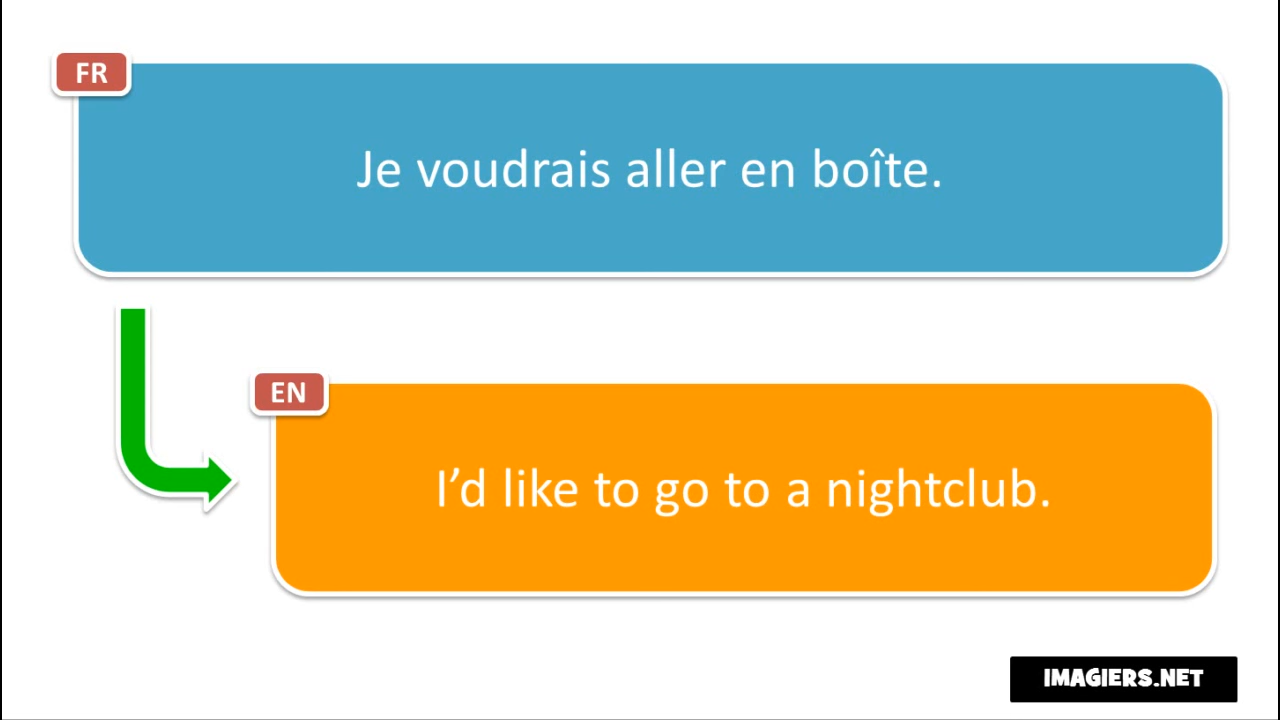 FR
Je voudrais aller en boîte.
EN
I’d like to go to a nightclub.
IMAGIERS.NET